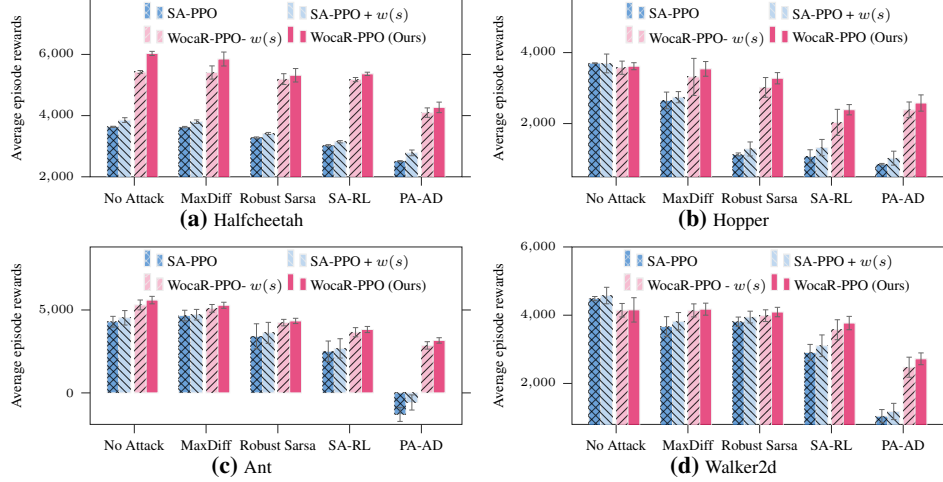 SA-PPO
SA-PPO + w(s)
WocaR-PPO- w(s)
WocaR-PPO (Ours)
Average episode rewards
6,000
4,000
2,000
No Attack MaxDiff Robust Sarsa SA-RL PA-AD
(a) Halfcheetah
SA-PPO
SA-PPO + w(s)
WocaR-PPO- w(s)
WocaR-PPO (Ours)
Average episode rewards
4,000
2,000
No Attack MaxDiff Robust Sarsa SA-RL PA-AD
(b) Hopper
SA-PPO
SA-PPO + w(s)
WocaR-PPO- w(s)
WocaR-PPO (Ours)
Average episode rewards
5,000
0
No Attack MaxDiff Robust Sarsa SA-RL PA-AD
(c) Ant
SA-PPO
SA-PPO + w(s)
WocaR-PPO - w(s)
WocaR-PPO (Ours)
Average episode rewards
6,000
4,000
2,000
No Attack MaxDiff Robust Sarsa SA-RL PA-AD
(d) Walker2d